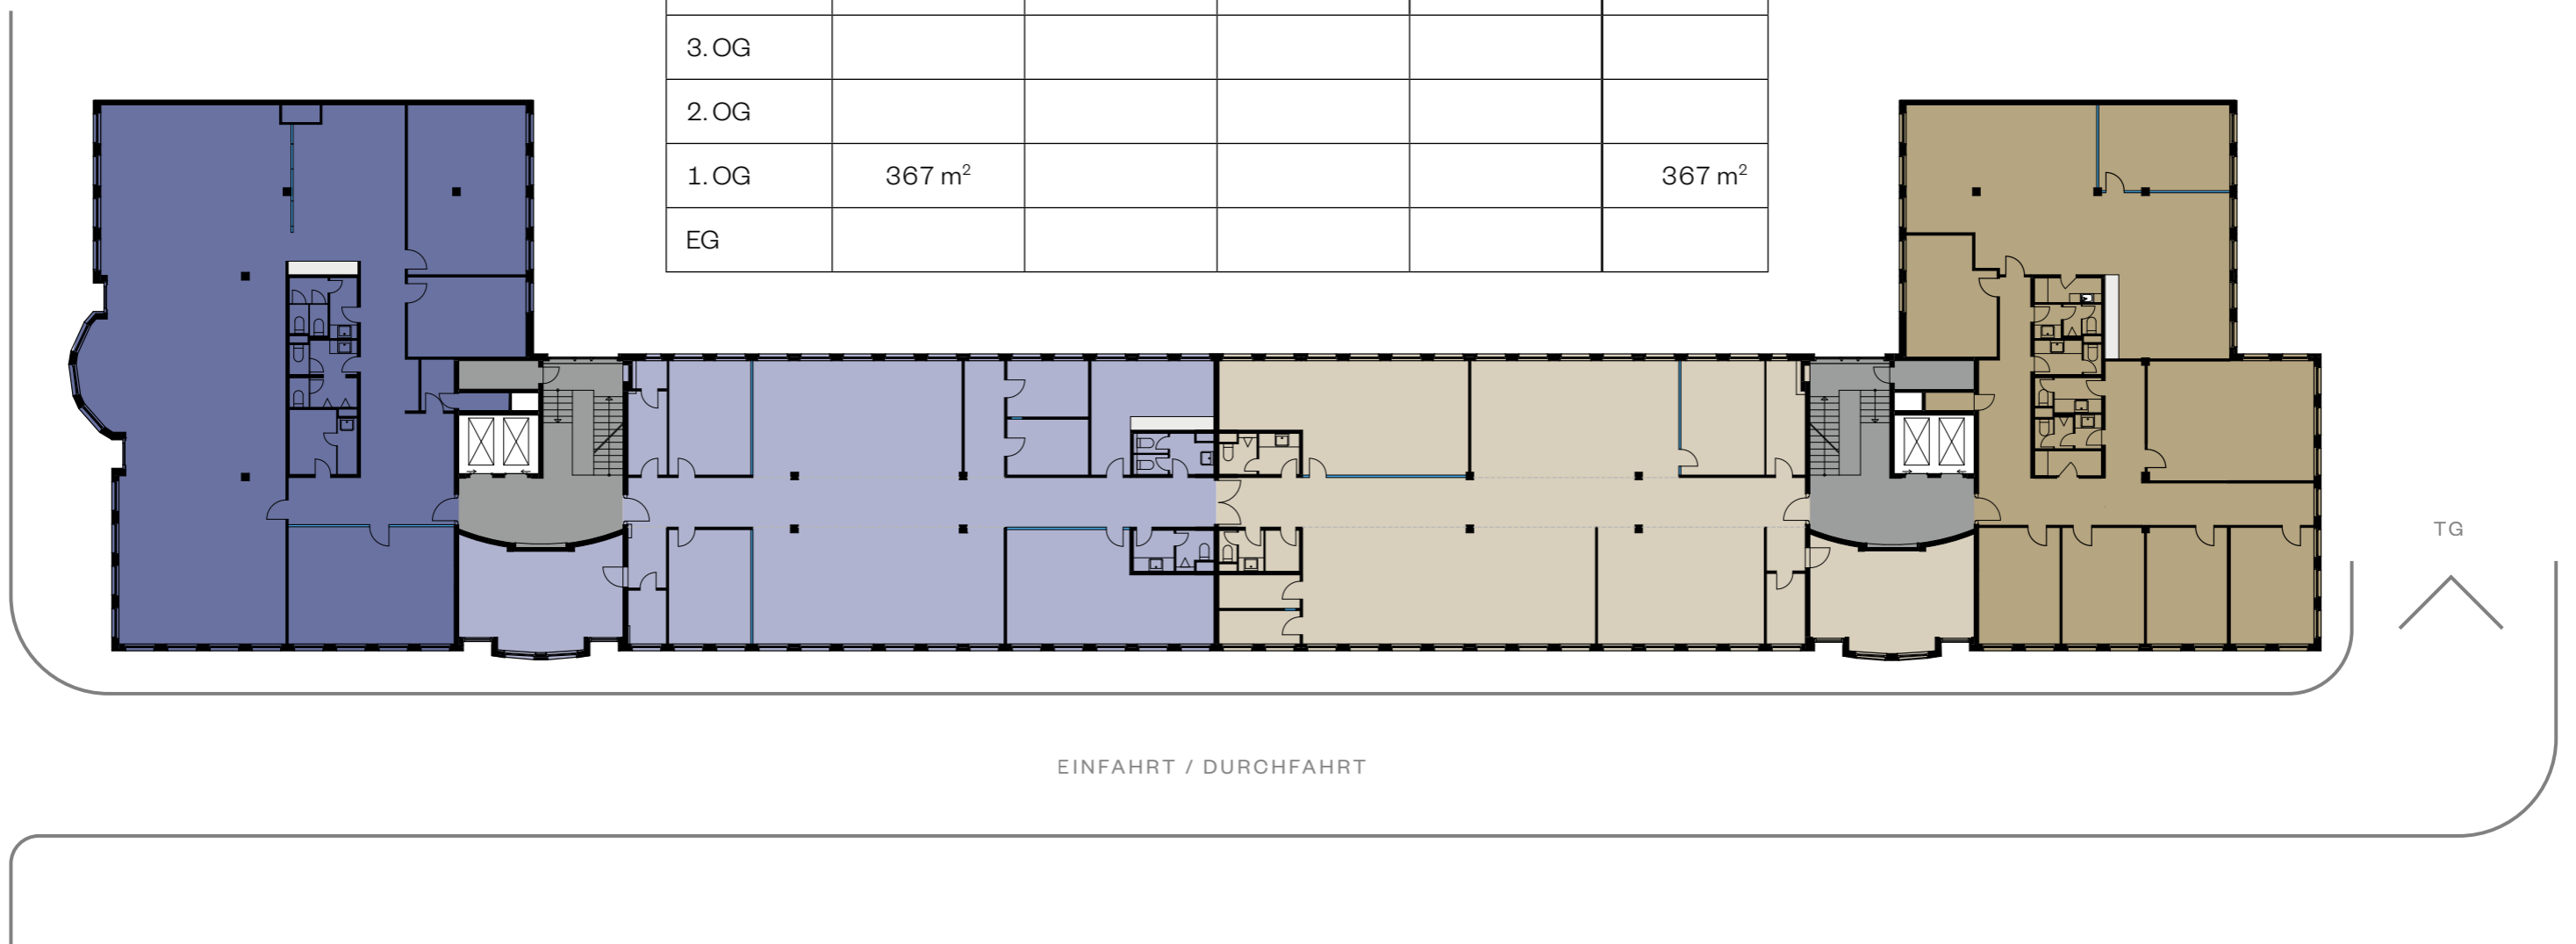 3. OG
2. OG
1. OG 367 m² 367 m²
EG
TG
EINFAHRT / DURCHFAHRT